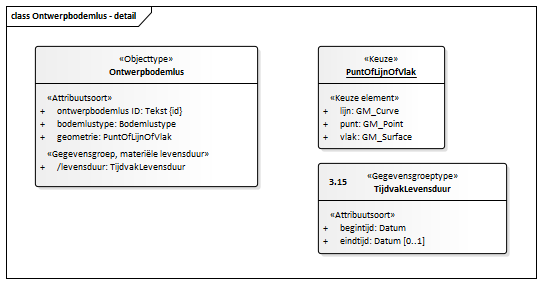 class Ontwerpbodemlus - detail
«Objecttype»
Ontwerpbodemlus
«Attribuutsoort»
+ ontwerpbodemlus ID: Tekst {id}
+ bodemlustype: Bodemlustype
+ geometrie: PuntOfLijnOfVlak
«Gegevensgroep, materiële levensduur»
+ /levensduur: TijdvakLevensduur
«Keuze»
PuntOfLijnOfVlak
«Keuze element»
+ lijn: GM_Curve
+ punt: GM_Point
+ vlak: GM_Surface
3.15 «Gegevensgroeptype»
TijdvakLevensduur
«Attribuutsoort»
+ begintijd: Datum
+ eindtijd: Datum [0..1]